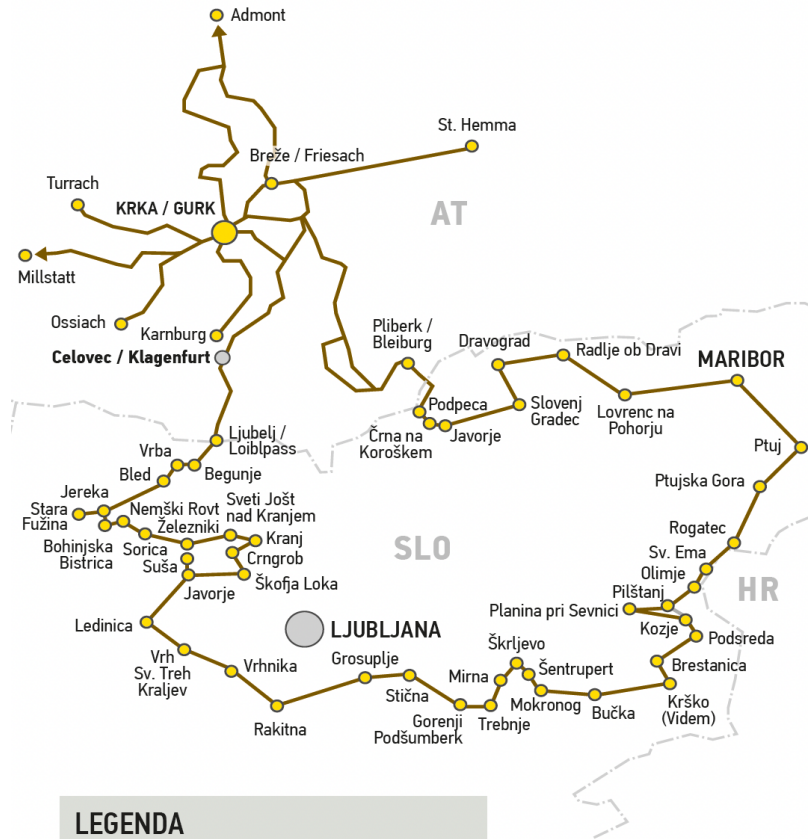 Admont
St. Hemma
Breže / Friesach
Turrach
KRKA / GURK
AT
Millstatt
Ossiach
Karnburg
Pliberk /
Bleiburg
Celovec / Klagenfurt
Dravograd
Radlje ob Dravi
MARIBOR
Podpeca
Slovenj
Gradec
Lovrenc na
Pohorju
Črna na
Koroškem
Javorje
Ptuj
Ljubelj /
Loiblpass
Vrba
Bled
Begunje
Ptujska Gora
Jereka
Stara
Fužina
Nemški Rovt
Železniki
Sveti Jošt
nad Kranjem
Kranj
Bohinjska
Bistrica
Sorica
Suša
Crngrob
Škofja Loka
Javorje
SLO
Rogatec
Sv. Ema
Olimje
Pilštanj
HR
Planina pri Sevnici
Kozje
Podsreda
Ledinica
LJUBLJANA
Vrh
Sv. Treh
Kraljev
Vrhnika
Grosuplje
Škrljevo
Mirna
Šentrupert
Brestanica
Rakitna
Stična
Gorenji
Podšumberk
Trebnje
Mokronog
Bučka
Krško
(Videm)
LEGENDA